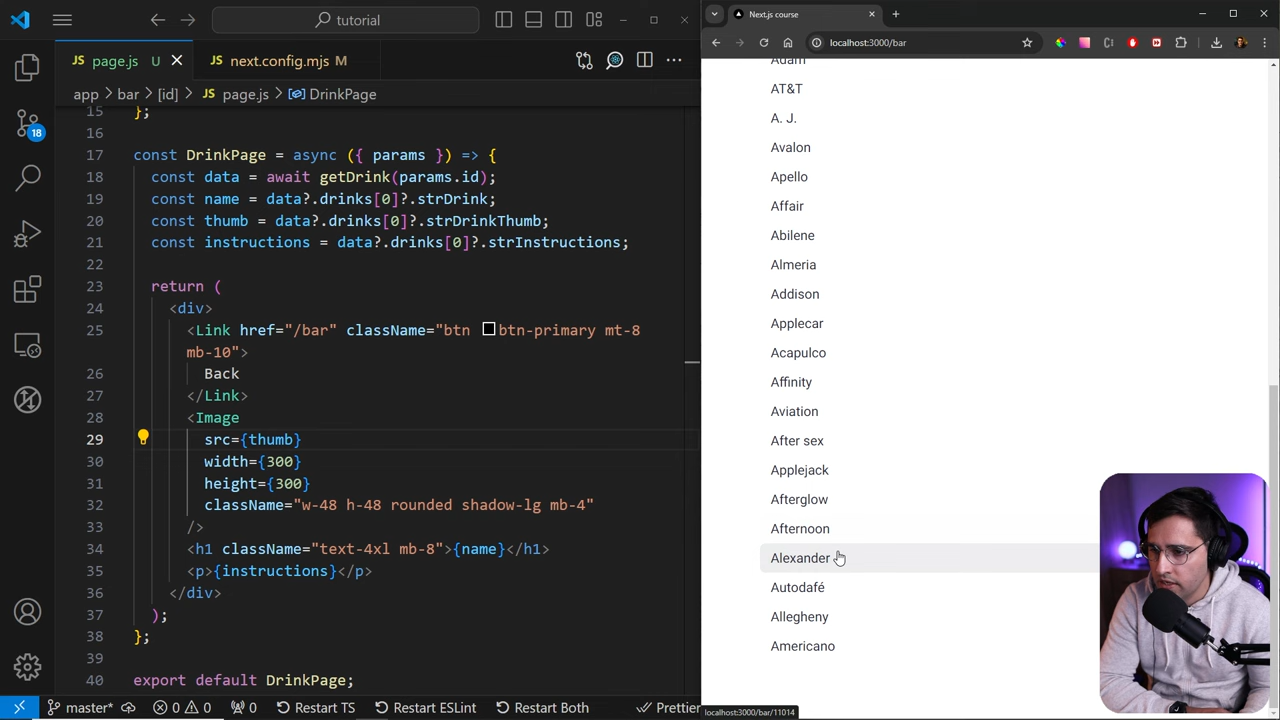 tutorial
page.js U
next.config.mjs M
app > bar > [id] > JS page.js > DrinkPage
15 };
16
17 const DrinkPage = async ({ params }) => {
18 const data = await getDrink(params.id);
19 const name = data?.drinks[0]?.strDrink;
20 const thumb = data?.drinks[0]?.strDrinkThumb;
21 const instructions = data?.drinks[0]?.strInstructions;
22
23 return (
24 <div>
25 <Link href="/bar" className="btn btn-primary mt-8
mb-10">
26 Back
27 </Link>
28 <Image
29 src={thumb}
30 width={300}
31 height={300}
32 className="w-48 h-48 rounded shadow-lg mb-4"
33 />
34 <h1 className="text-4xl mb-8">{name}</h1>
35 <p>{instructions}</p>
36 </div>
37 );
38 };
39
40 export default DrinkPage;
18
master* 0 0 0 Restart TS Restart ESLint Restart Both Prettier
Next.js course
localhost:3000/bar
Adam
AT&T
A. J.
Avalon
Apello
Affair
Abilene
Almeria
Addison
Applecar
Acapulco
Affinity
Aviation
After sex
Applejack
Afterglow
Afternoon
Alexander
Autodafé
Allegheny
Americano
localhost:3000/bar/11014